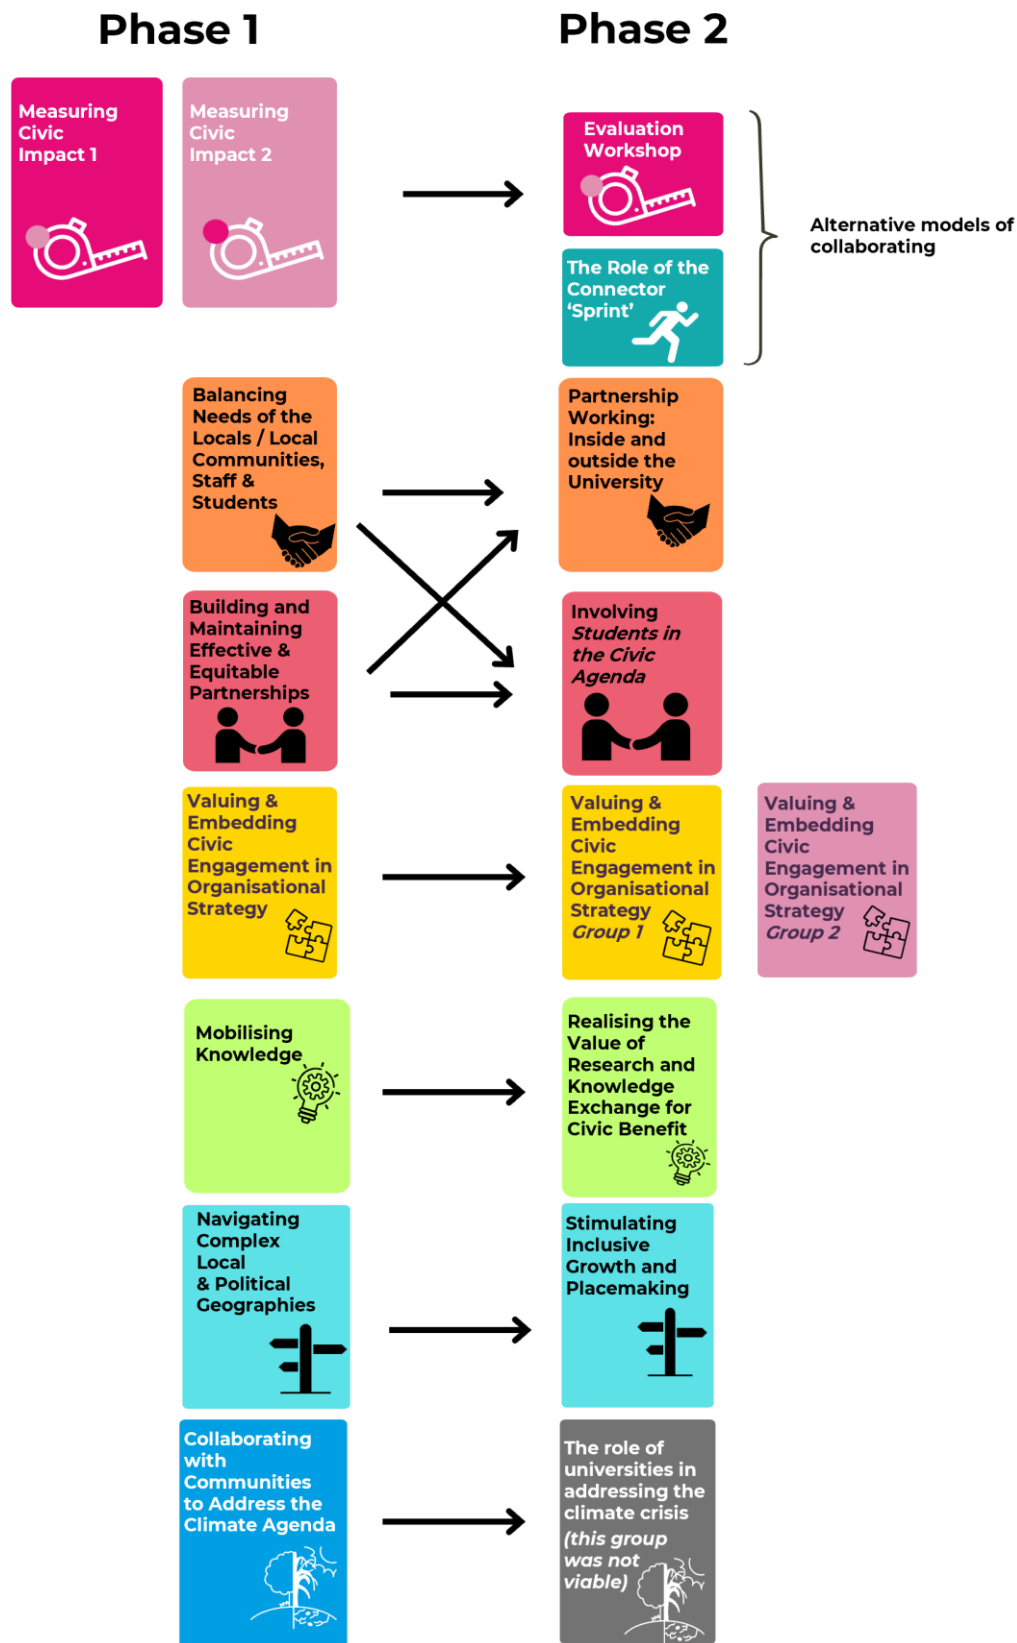 Phase 1
Phase 2
Measuring
Civic
Impact 1
Measuring
Civic
Impact 2
Evaluation
Workshop
The Role of the
Connector
‘Sprint’
Alternative models of
collaborating
Balancing
Needs of the
Locals / Local
Communities,
Staff &
Students
Partnership
Working:
Inside and
outside the
University
Building and
Maintaining
Effective &
Equitable
Partnerships
Involving
Students in
the Civic
Agenda
Valuing &
Embedding
Civic
Engagement in
Organisational
Strategy
Valuing &
Embedding
Civic
Engagement in
Organisational
Strategy
Group 1
Valuing &
Embedding
Civic
Engagement in
Organisational
Strategy
Group 2
Mobilising
Knowledge
Realising the
Value of
Research and
Knowledge
Exchange for
Civic Benefit
Navigating
Complex
Local
& Political
Geographies
Stimulating
Inclusive
Growth and
Placemaking
Collaborating
with
Communities
to Address the
Climate Agenda
The role of
universities in
addressing the
climate crisis
(this group
was not
viable)